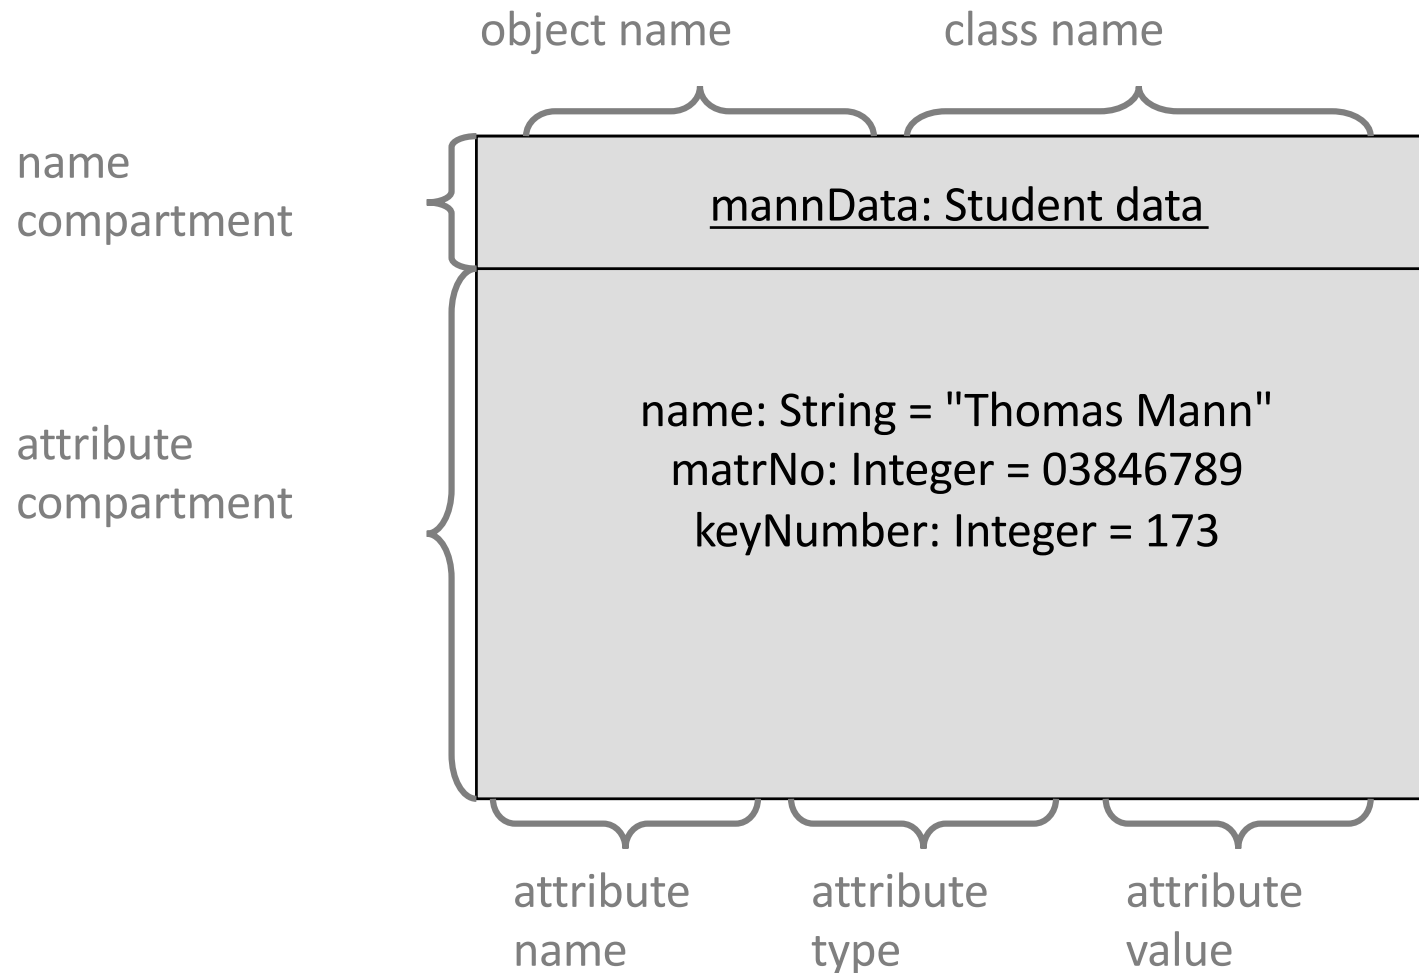 object name
class name
name
compartment
mannData: Student data
attribute
compartment
name: String = "Thomas Mann"
matrNo: Integer = 03846789
keyNumber: Integer = 173
attribute
name
attribute
type
attribute
value